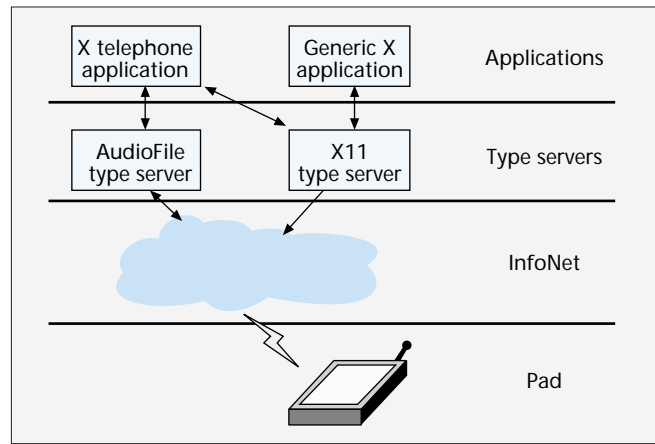 X telephone
application
Generic X
application
Applications
AudioFile
type server
X11
type server
Type servers
InfoNet
Pad